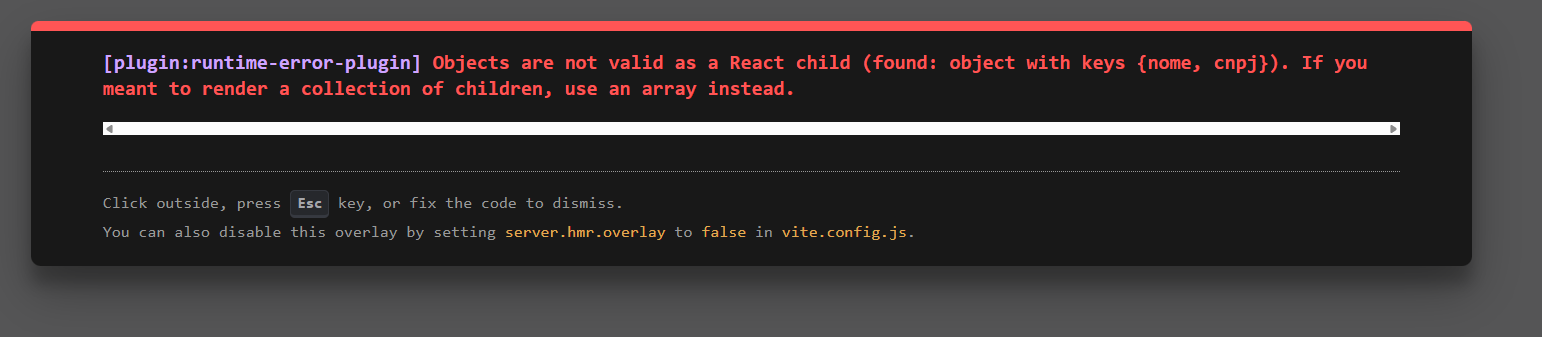 [plugin:runtime-error-plugin] Objects are not valid as a React child (found: object with keys {nome, cnpj}). If you
meant to render a collection of children, use an array instead.
Click outside, press Esc key, or fix the code to dismiss.
You can also disable this overlay by setting server.hmr.overlay to false in vite.config.js.